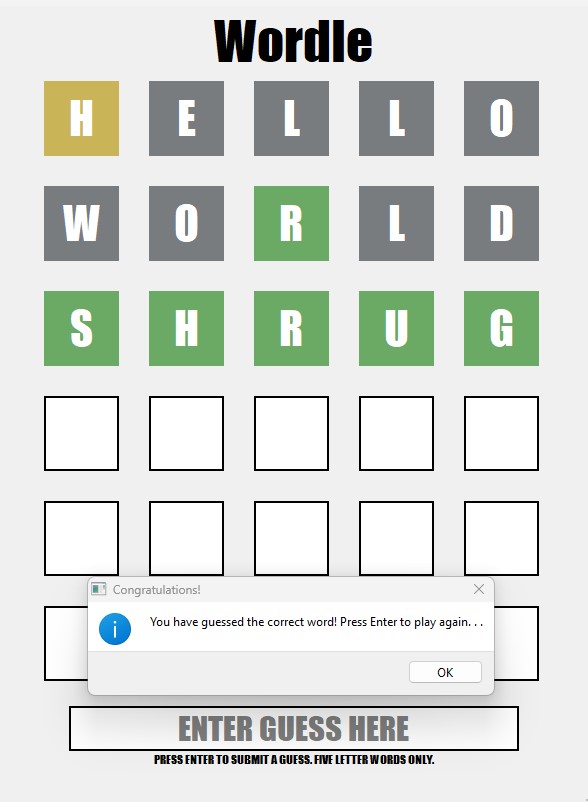 Wordle
H E L L O
W O R L D
S H R U G
Congratulations!
You have guessed the correct word! Press Enter to play again. . .
OK
ENTER GUESS HERE
PRESS ENTER TO SUBMIT A GUESS. FIVE LETTER WORDS ONLY.